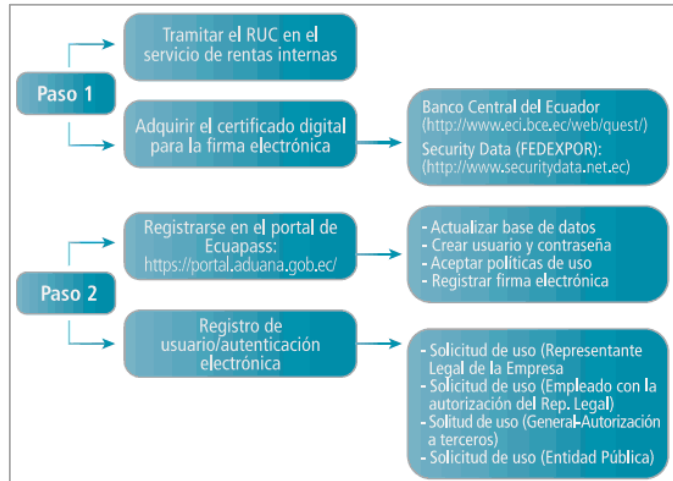 Paso 1
Tramitar el RUC en el
servicio de rentas internas
Adquirir el certificado digital
para la firma electrónica
Banco Central del Ecuador
(http://www.eci.bce.ec/web/quest/)
Security Data (FEDEXPOR):
(http://www.securitydata.net.ec)
Paso 2
Registrarse en el portal de
Ecuapass:
https://portal.aduana.gob.ec/
- Actualizar base de datos
- Crear usuario y contraseña
- Aceptar políticas de uso
- Registrar firma electrónica
Registro de
usuario/autenticación
electrónica
- Solicitud de uso (Representante
Legal de la Empresa
- Solicitud de uso (Empleado con la
autorización del Rep. Legal)
- Solitud de uso (General-Autorización
a terceros)
- Solicitud de uso (Entidad Pública)